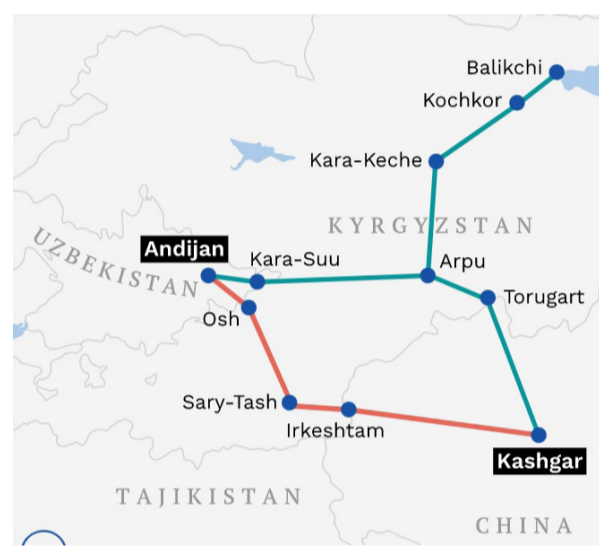 Balikchi
Kochkor
Kara-Keche
KYRGYZSTAN
UZBEKISTAN
Andijan
Kara-Suu
Arpu
Torugart
Osh
Sary-Tash
Irkeshtam
Kashgar
TAJIKISTAN
CHINA